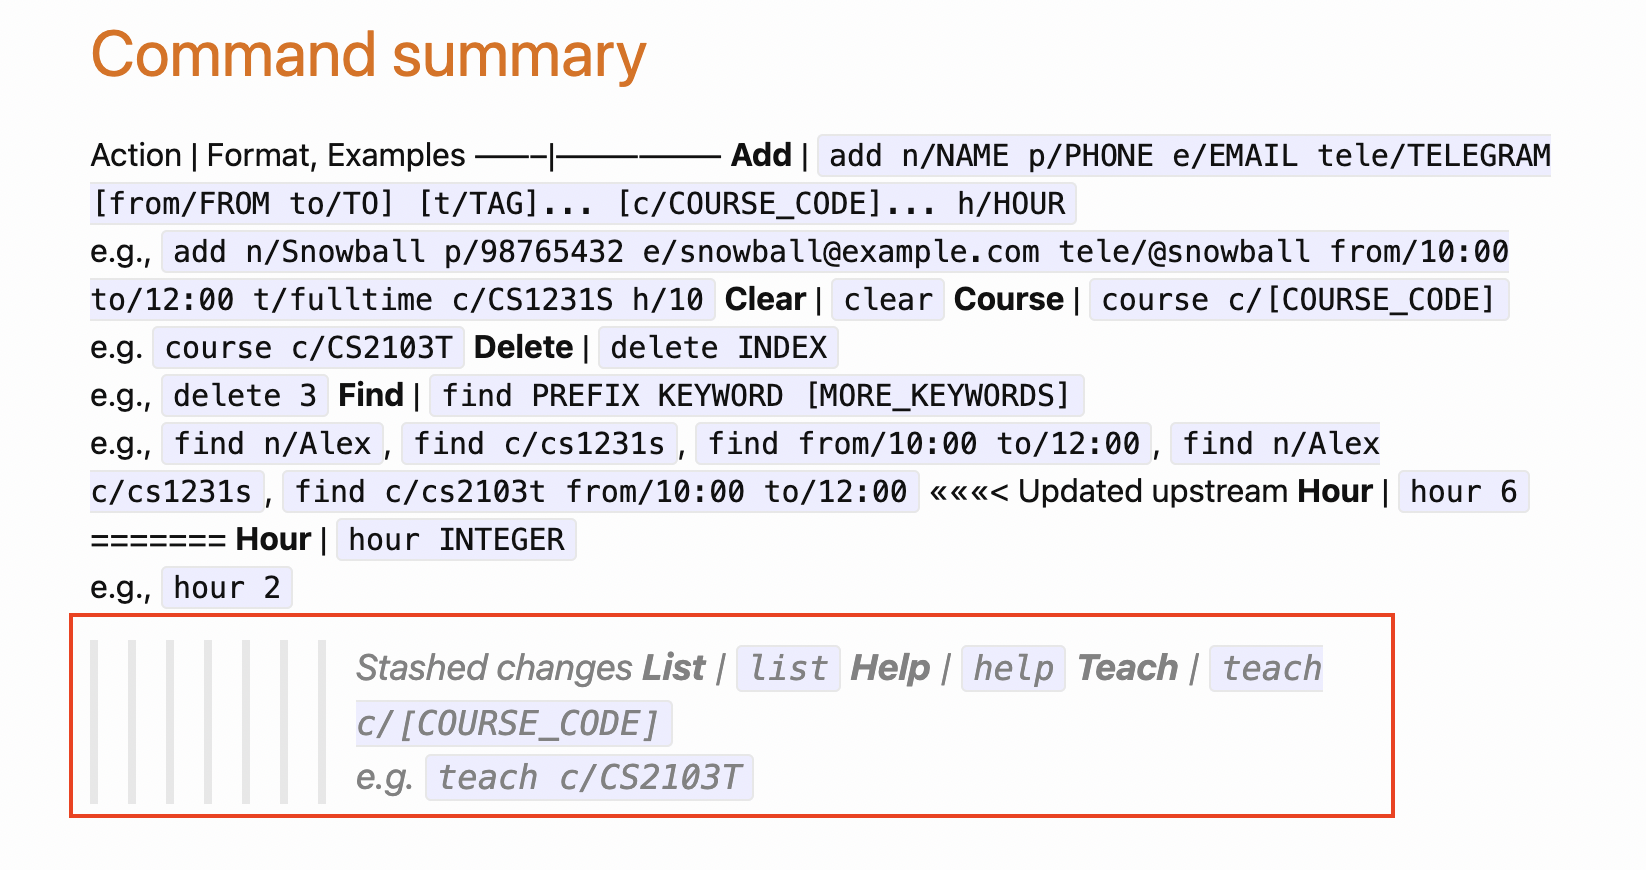 Command summary
Action | Format, Examples ——–|—————— Add | add n/NAME p/PHONE e/EMAIL tele/TELEGRAM
[from/FROM to/TO] [t/TAG]... [c/COURSE_CODE]... h/HOUR
e.g., add n/Snowball p/98765432 e/snowball@example.com tele/@snowball from/10:00
to/12:00 t/fulltime c/CS1231S h/10 Clear | clear Course | course c/[COURSE_CODE]
e.g. course c/CS2103T Delete | delete INDEX
e.g., delete 3 Find | find PREFIX KEYWORD [MORE_KEYWORDS]
e.g., find n/Alex, find c/cs1231s, find from/10:00 to/12:00, find n/Alex
c/cs1231s, find c/cs2103t from/10:00 to/12:00 «««< Updated upstream Hour | hour 6
======= Hour | hour INTEGER
e.g., hour 2
Stashed changes List | list Help | help Teach | teach
c/[COURSE_CODE]
e.g. teach c/CS2103T